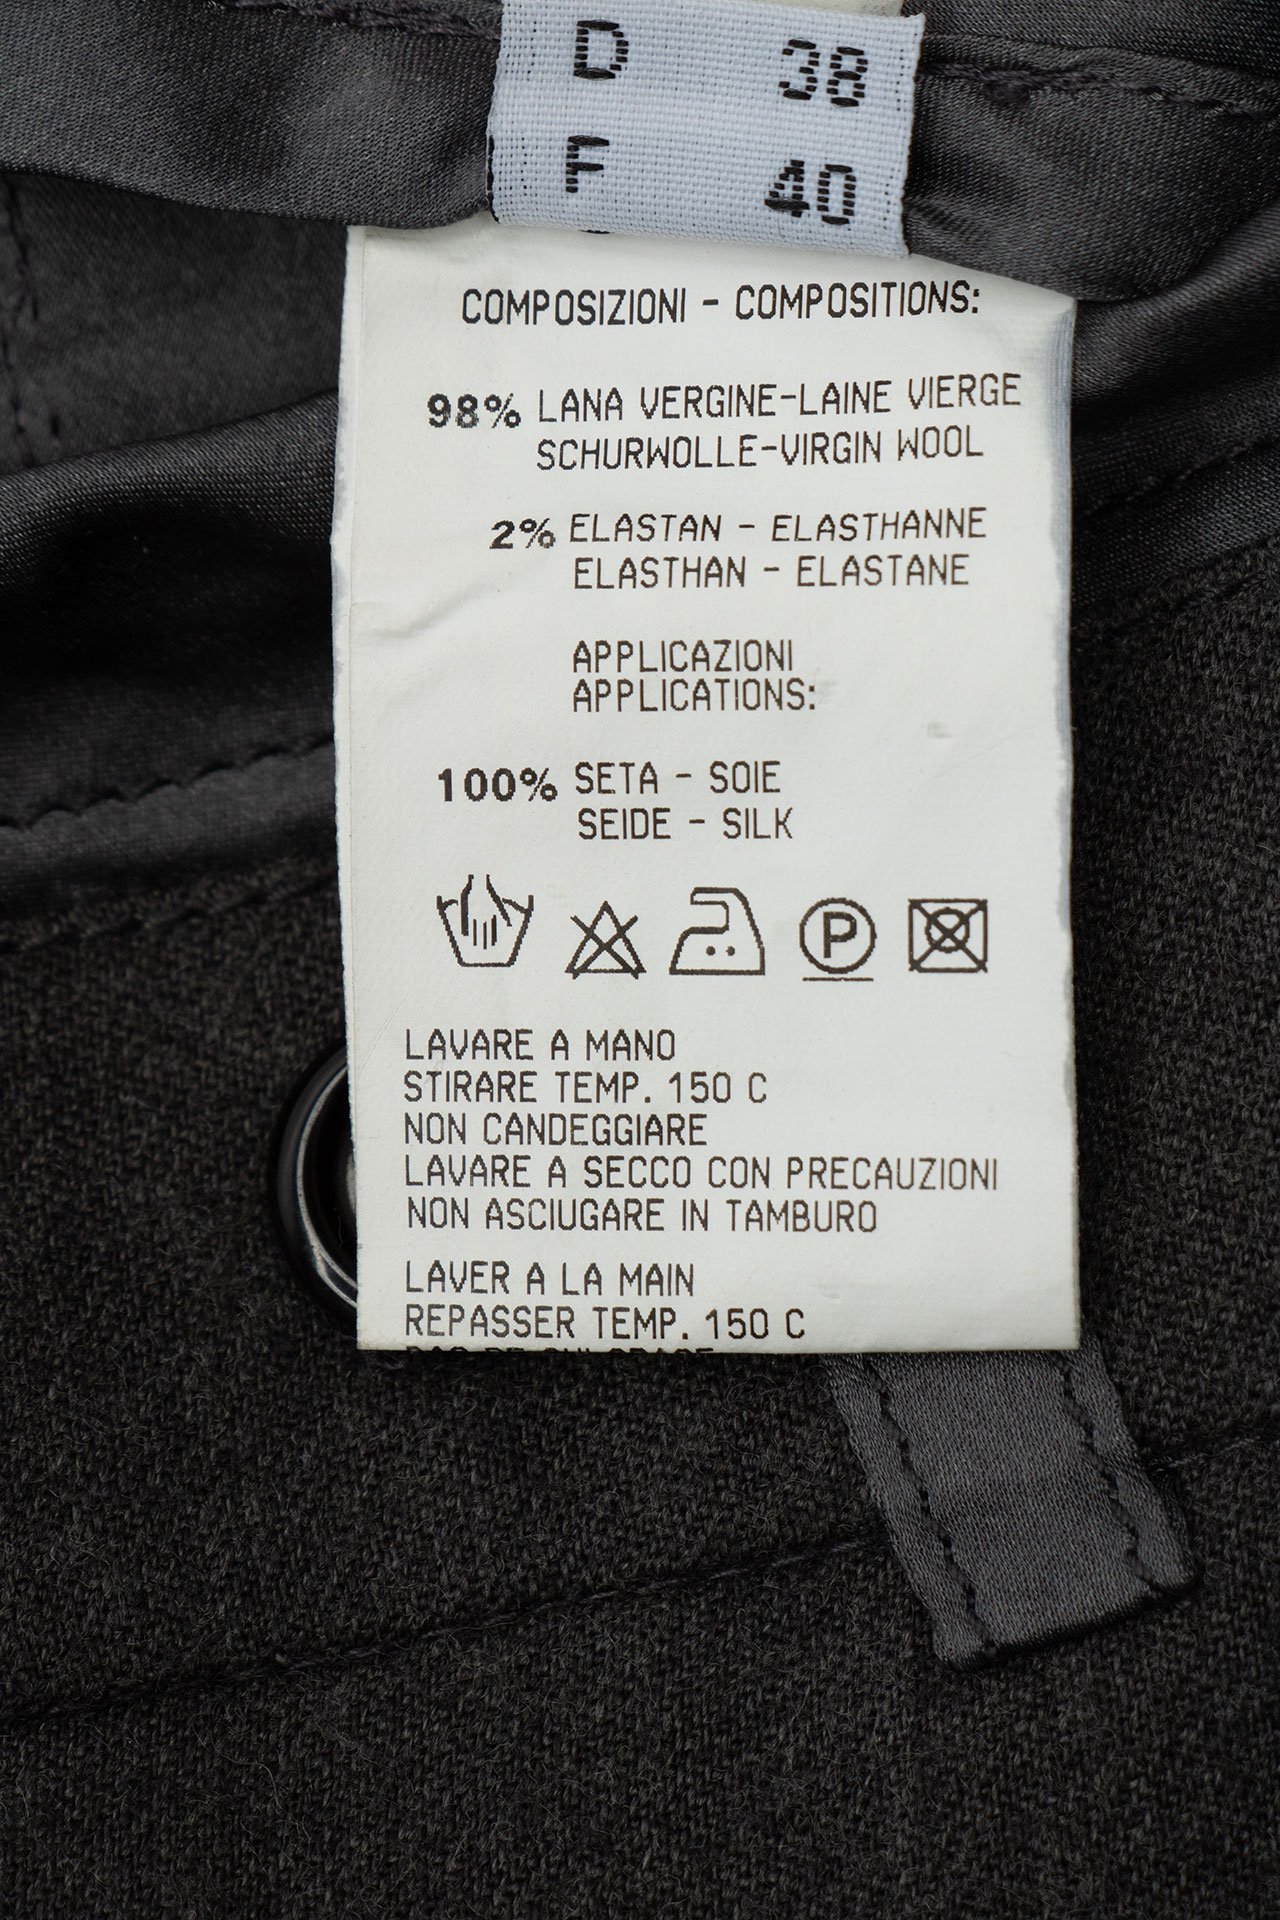 D 38
F 40
COMPOSIZIONI - COMPOSITIONS:
98% LANA VERGINE-LAINE VIERGE
SCHURWOLLE-VIRGIN WOOL
2% ELASTAN - ELASTHANNE
ELASTHAN - ELASTANE
APPLICAZIONI
APPLICATIONS:
100% SETA - SOIE
SEIDE - SILK
P
LAVARE A MANO
STIRARE TEMP. 150 C
NON CANDEGGIARE
LAVARE A SECCO CON PRECAUZIONI
NON ASCIUGARE IN TAMBURO
LAVER A LA MAIN
REPASSER TEMP. 150 C